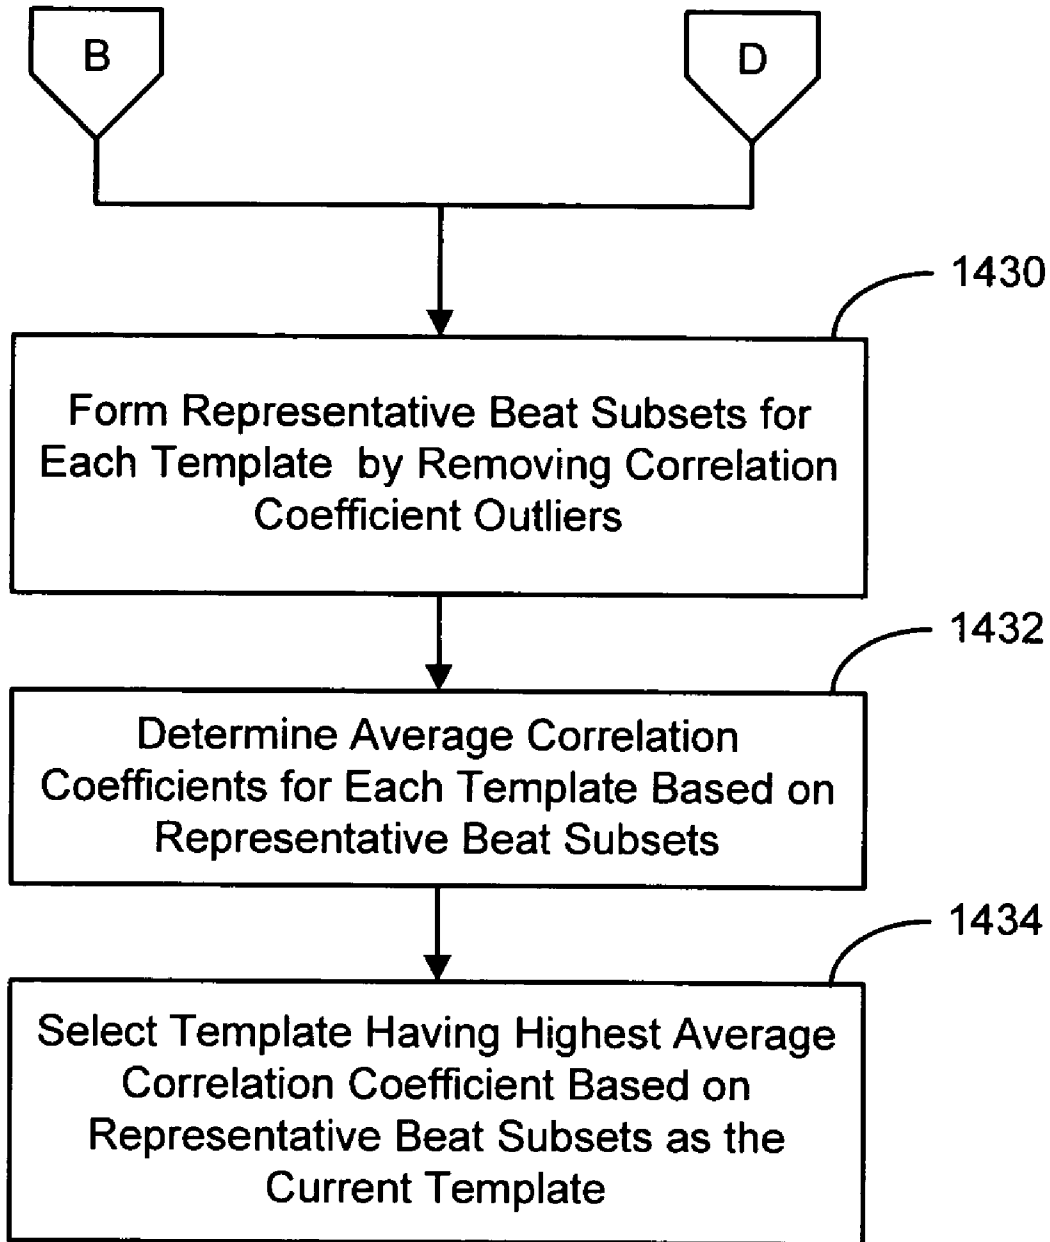 B
D
1430
Form Representative Beat Subsets for
Each Template by Removing Correlation
Coefficient Outliers
1432
Determine Average Correlation
Coefficients for Each Template Based on
Representative Beat Subsets
1434
Select Template Having Highest Average
Correlation Coefficient Based on
Representative Beat Subsets as the
Current Template